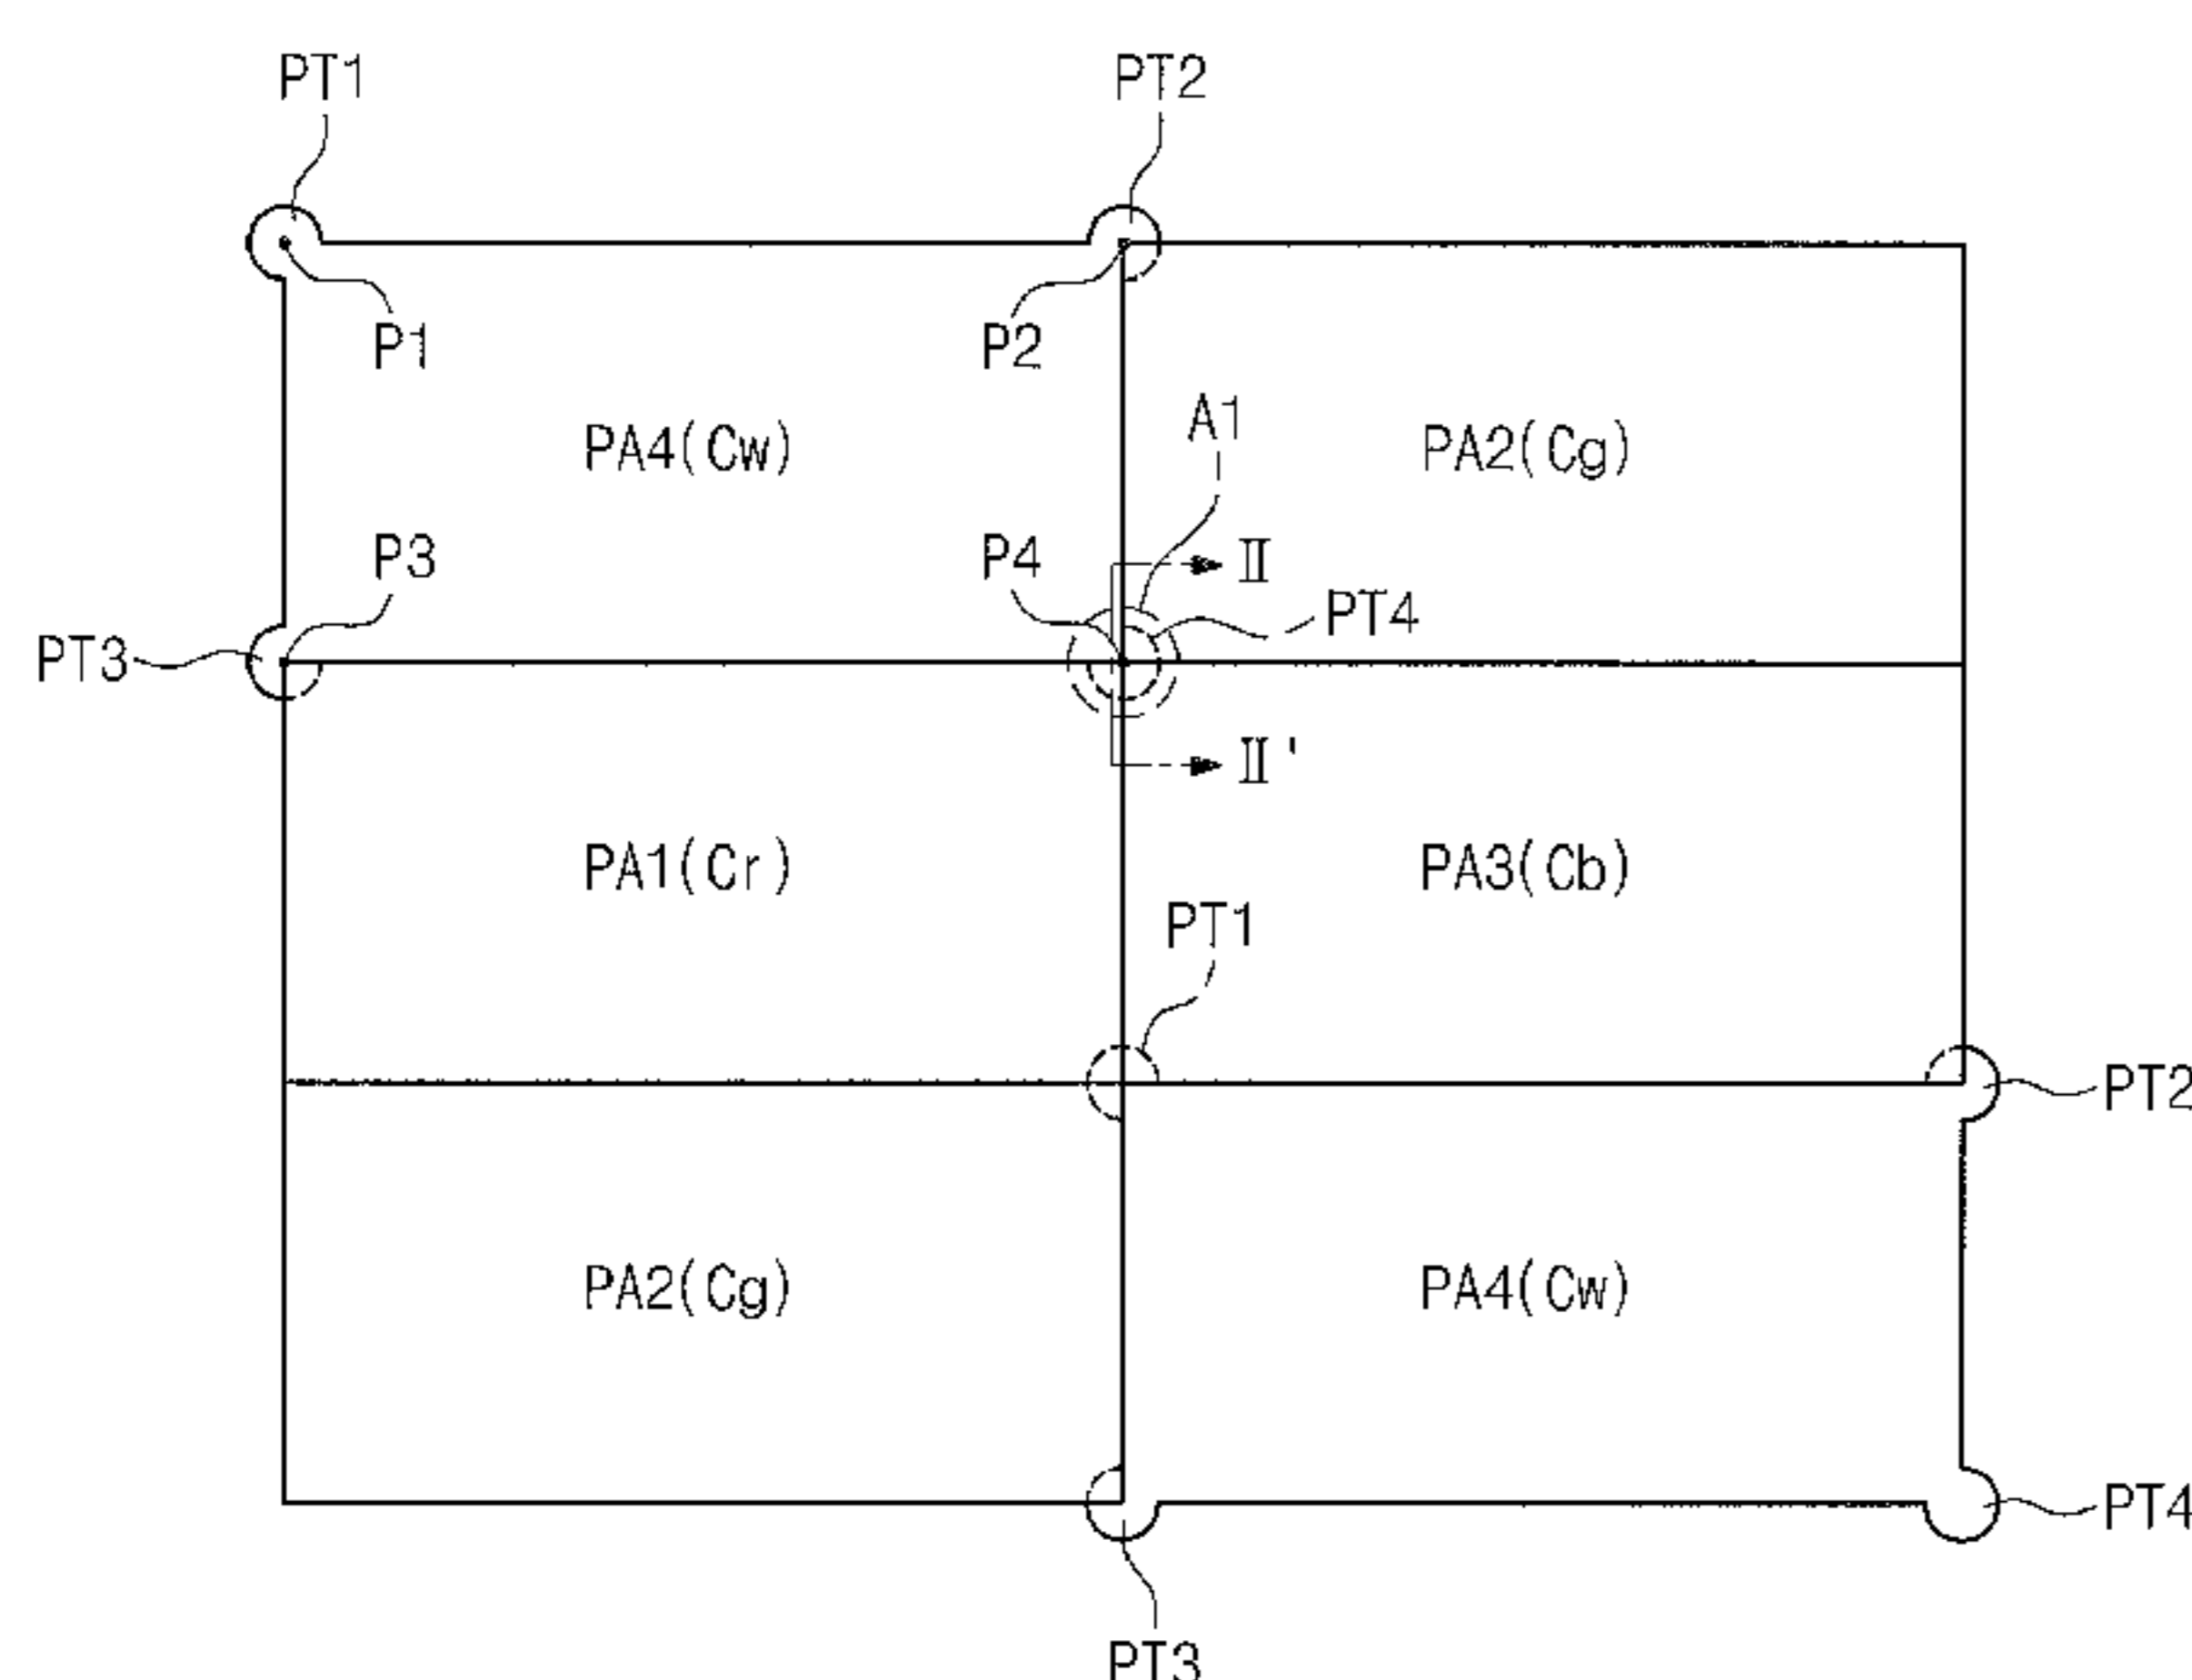 PT1
PT2
P1
P2
A1
PA4(Cw)
PA2(Cg)
P3
P4
Ⅱ
PT4
PT3
Ⅱ'
PA1(Cr)
PA3(Cb)
PT1
PT2
PA2(Cg)
PA4(Cw)
PT4
PT3